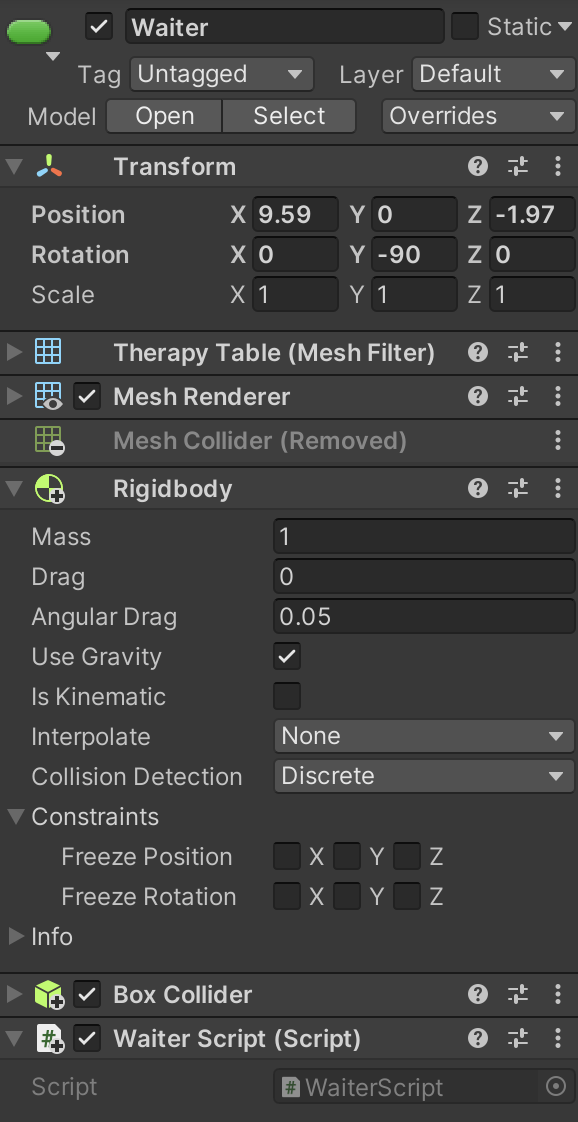 Waiter Static
Tag Untagged Layer Default
Model Open Select Overrides
Transform
Position X 9.59 Y 0 Z -1.97
Rotation X 0 Y -90 Z 0
Scale X 1 Y 1 Z 1
Therapy Table (Mesh Filter)
Mesh Renderer
Mesh Collider (Removed)
Rigidbody
Mass 1
Drag 0
Angular Drag 0.05
Use Gravity
Is Kinematic
Interpolate None
Collision Detection Discrete
Constraints
Freeze Position X Y Z
Freeze Rotation X Y Z
Info
Box Collider
# Waiter Script (Script)
Script # WaiterScript